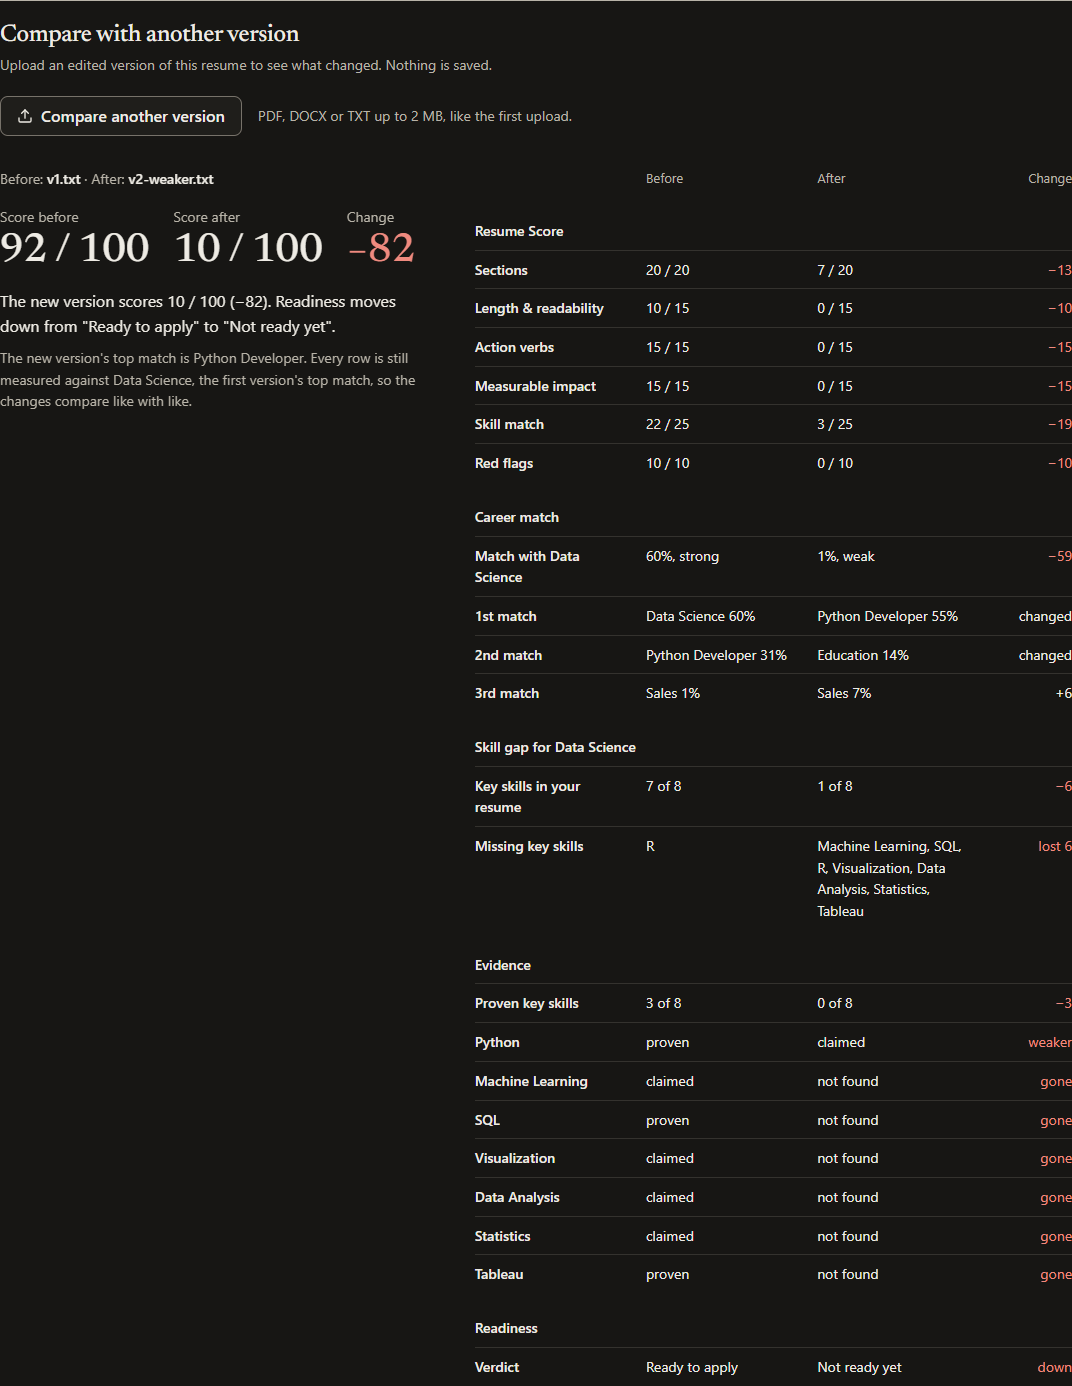 Compare with another version
Upload an edited version of this resume to see what changed. Nothing is saved.
Compare another version
PDF, DOCX or TXT up to 2 MB, like the first upload.
Before: v1.txt · After: v2-weaker.txt
Score before
92 / 100
Score after
10 / 100
Change
−82
The new version scores 10 / 100 (−82). Readiness moves
down from "Ready to apply" to "Not ready yet".
The new version's top match is Python Developer. Every row is still
measured against Data Science, the first version's top match, so the
changes compare like with like.
Before After Change
Resume Score
Sections 20 / 20 7 / 20 −13
Length & readability 10 / 15 0 / 15 −10
Action verbs 15 / 15 0 / 15 −15
Measurable impact 15 / 15 0 / 15 −15
Skill match 22 / 25 3 / 25 −19
Red flags 10 / 10 0 / 10 −10
Career match
Match with Data 60%, strong 1%, weak −59
Science
1st match Data Science 60% Python Developer 55% changed
2nd match Python Developer 31% Education 14% changed
3rd match Sales 1% Sales 7% +6
Skill gap for Data Science
Key skills in your 7 of 8 1 of 8 −6
resume
Missing key skills R Machine Learning, SQL, lost 6
R, Visualization, Data
Analysis, Statistics,
Tableau
Evidence
Proven key skills 3 of 8 0 of 8 −3
Python proven claimed weaker
Machine Learning claimed not found gone
SQL proven not found gone
Visualization claimed not found gone
Data Analysis claimed not found gone
Statistics claimed not found gone
Tableau proven not found gone
Readiness
Verdict Ready to apply Not ready yet down